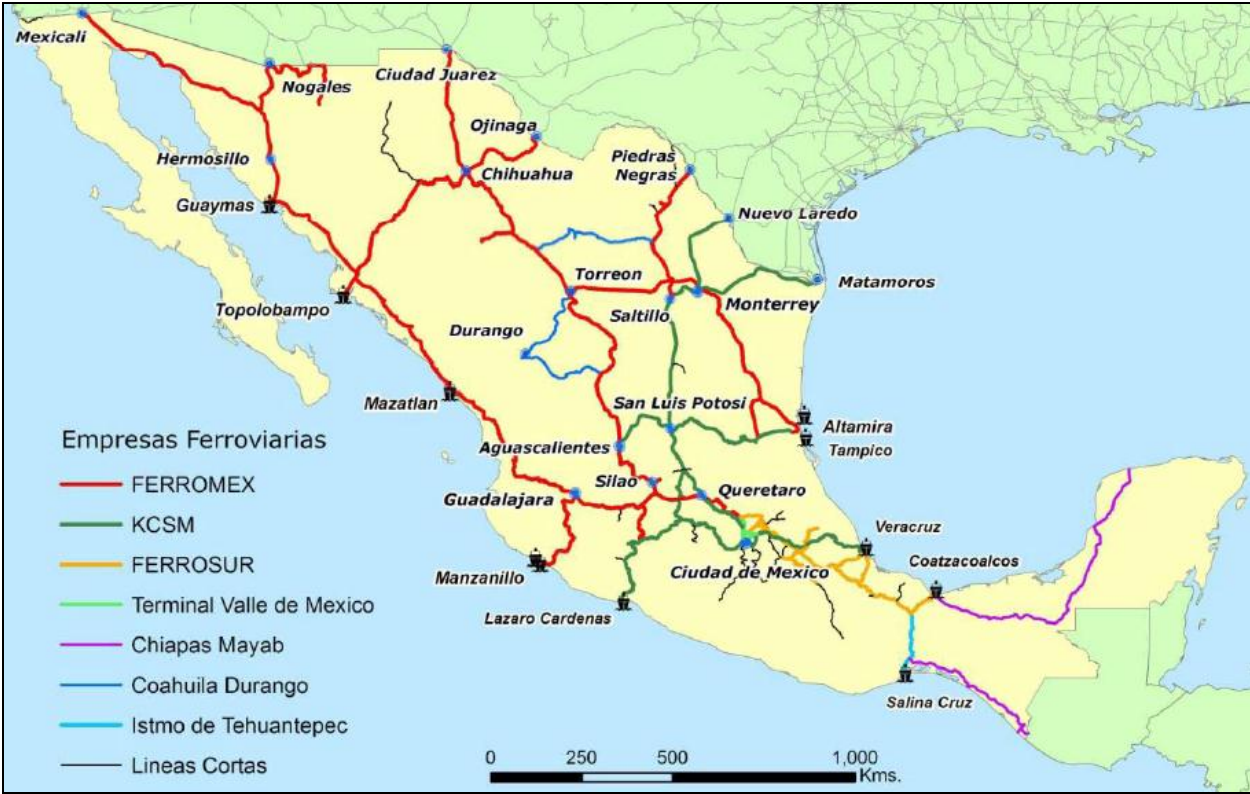 Mexicali
Nogales
Ciudad Juarez
Ojinaga
Hermosillo
Chihuahua
Piedras
Negras
Guaymas
Nuevo Laredo
Torreon
Matamoros
Topolobampo
Saltillo
Monterrey
Durango
Mazatlan
San Luis Potosi
Altamira
Tampico
Aguascalientes
Silao
Queretaro
Guadalajara
Veracruz
Coatzacoalcos
Manzanillo
Ciudad de Mexico
Lazaro Cardenas
Salina Cruz
Empresas Ferroviarias
FERROMEX
KCSM
FERROSUR
Terminal Valle de Mexico
Chiapas Mayab
Coahuila Durango
Istmo de Tehuantepec
Lineas Cortas
0 250 500 1,000
Kms.